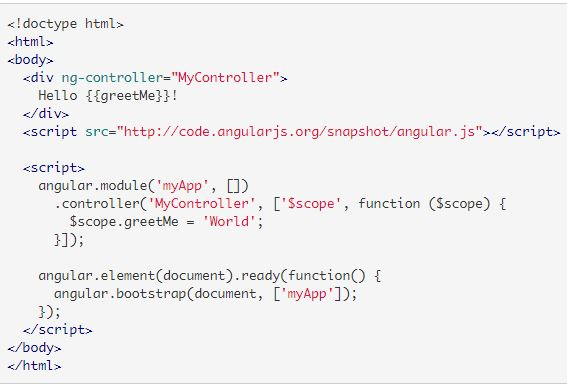 <!doctype html>
<html>
<body>
  <div ng-controller="MyController">
    Hello {{greetMe}}!
  </div>
  <script src="http://code.angularjs.org/snapshot/angular.js"></script>

  <script>
    angular.module('myApp', [])
      .controller('MyController', ['$scope', function ($scope) {
        $scope.greetMe = 'World';
      }]);

    angular.element(document).ready(function() {
      angular.bootstrap(document, ['myApp']);
    });
  </script>
</body>
</html>